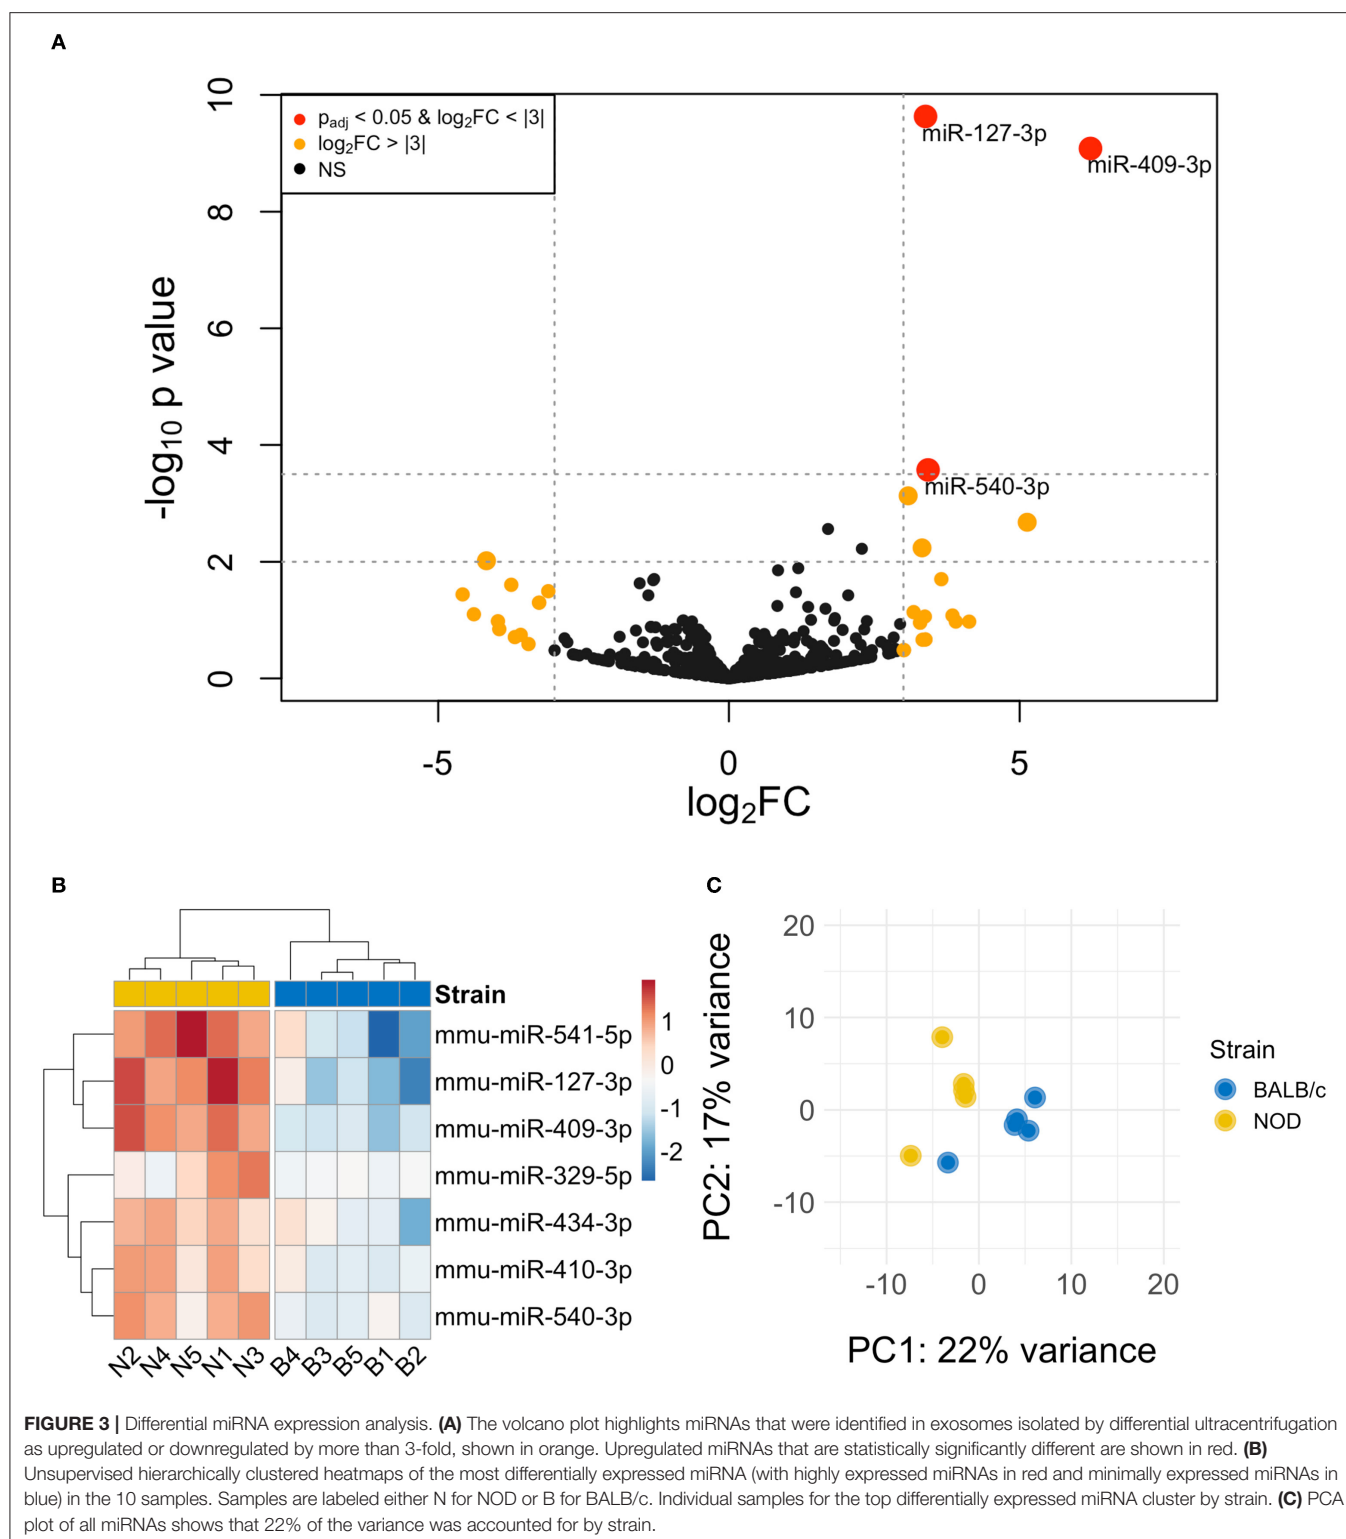 A
10
8
6
4
2
0
-log10 p value
padj < 0.05 & log2FC < |3|
log2FC > |3|
NS
miR-127-3p
miR-409-3p
miR-540-3p
-5
0
5
log2FC
B
Strain
mmu-miR-541-5p
mmu-miR-127-3p
mmu-miR-409-3p
mmu-miR-329-5p
mmu-miR-434-3p
mmu-miR-410-3p
mmu-miR-540-3p
1
0
-1
-2
N2 N4 N5 N1 N3 B4 B3 B5 B1 B2
C
PC2: 17% variance
20
10
0
-10
-10 0 10 20
PC1: 22% variance
Strain
BALB/c
NOD
FIGURE 3 | Differential miRNA expression analysis. (A) The volcano plot highlights miRNAs that were identified in exosomes isolated by differential ultracentrifugation
as upregulated or downregulated by more than 3-fold, shown in orange. Upregulated miRNAs that are statistically significantly different are shown in red. (B)
Unsupervised hierarchically clustered heatmaps of the most differentially expressed miRNA (with highly expressed miRNAs in red and minimally expressed miRNAs in
blue) in the 10 samples. Samples are labeled either N for NOD or B for BALB/c. Individual samples for the top differentially expressed miRNA cluster by strain. (C) PCA
plot of all miRNAs shows that 22% of the variance was accounted for by strain.